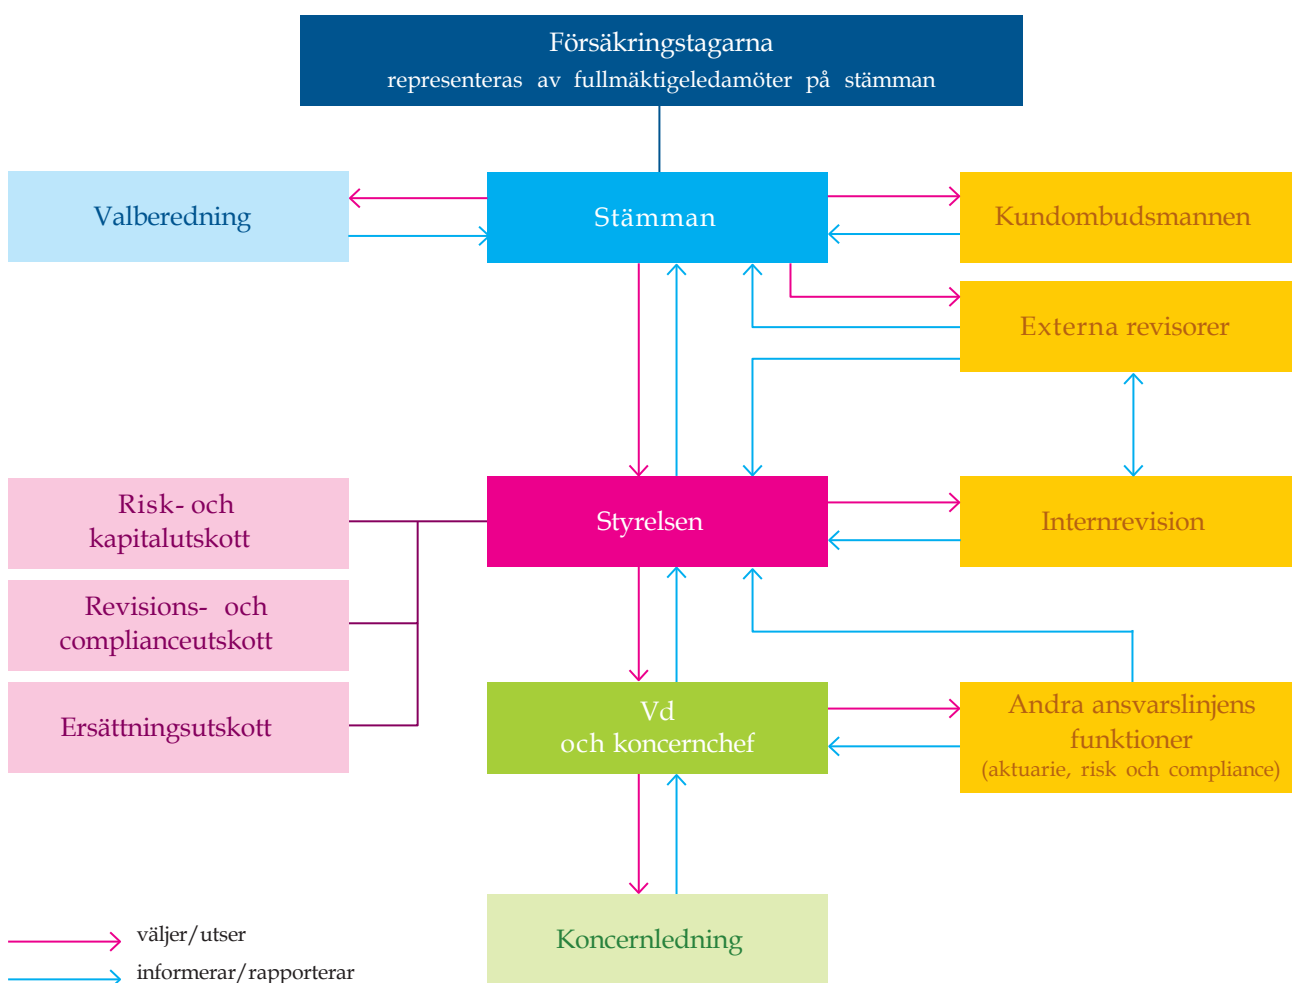 Försäkringstagarna
representeras av fullmäktigeledamöter på stämman
Valberedning
Stämman
Kundombudsmannen
Externa revisorer
Risk- och
kapitalutskott
Styrelsen
Internrevision
Revisions- och
complianceutskott
Ersättningsutskott
Vd
och koncernchef
Andra ansvarslinjens
funktioner
(aktuarie, risk och compliance)
Koncernledning
väljer/utser
informerar/rapporterar